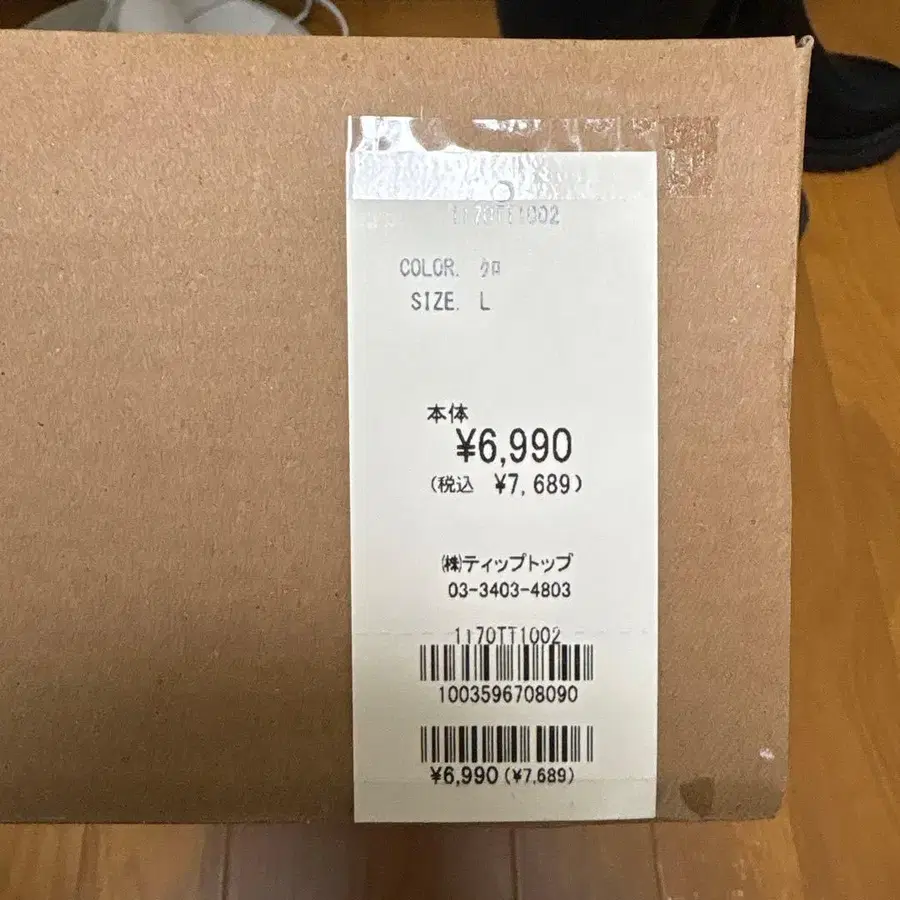 1170TT1002
COLOR. クロ
SIZE. L
本体
¥6,990
(税込 ¥7,689)
㈱ティップトップ
03-3403-4803
1170TT1002
1003596708090
¥6,990(¥7,689)